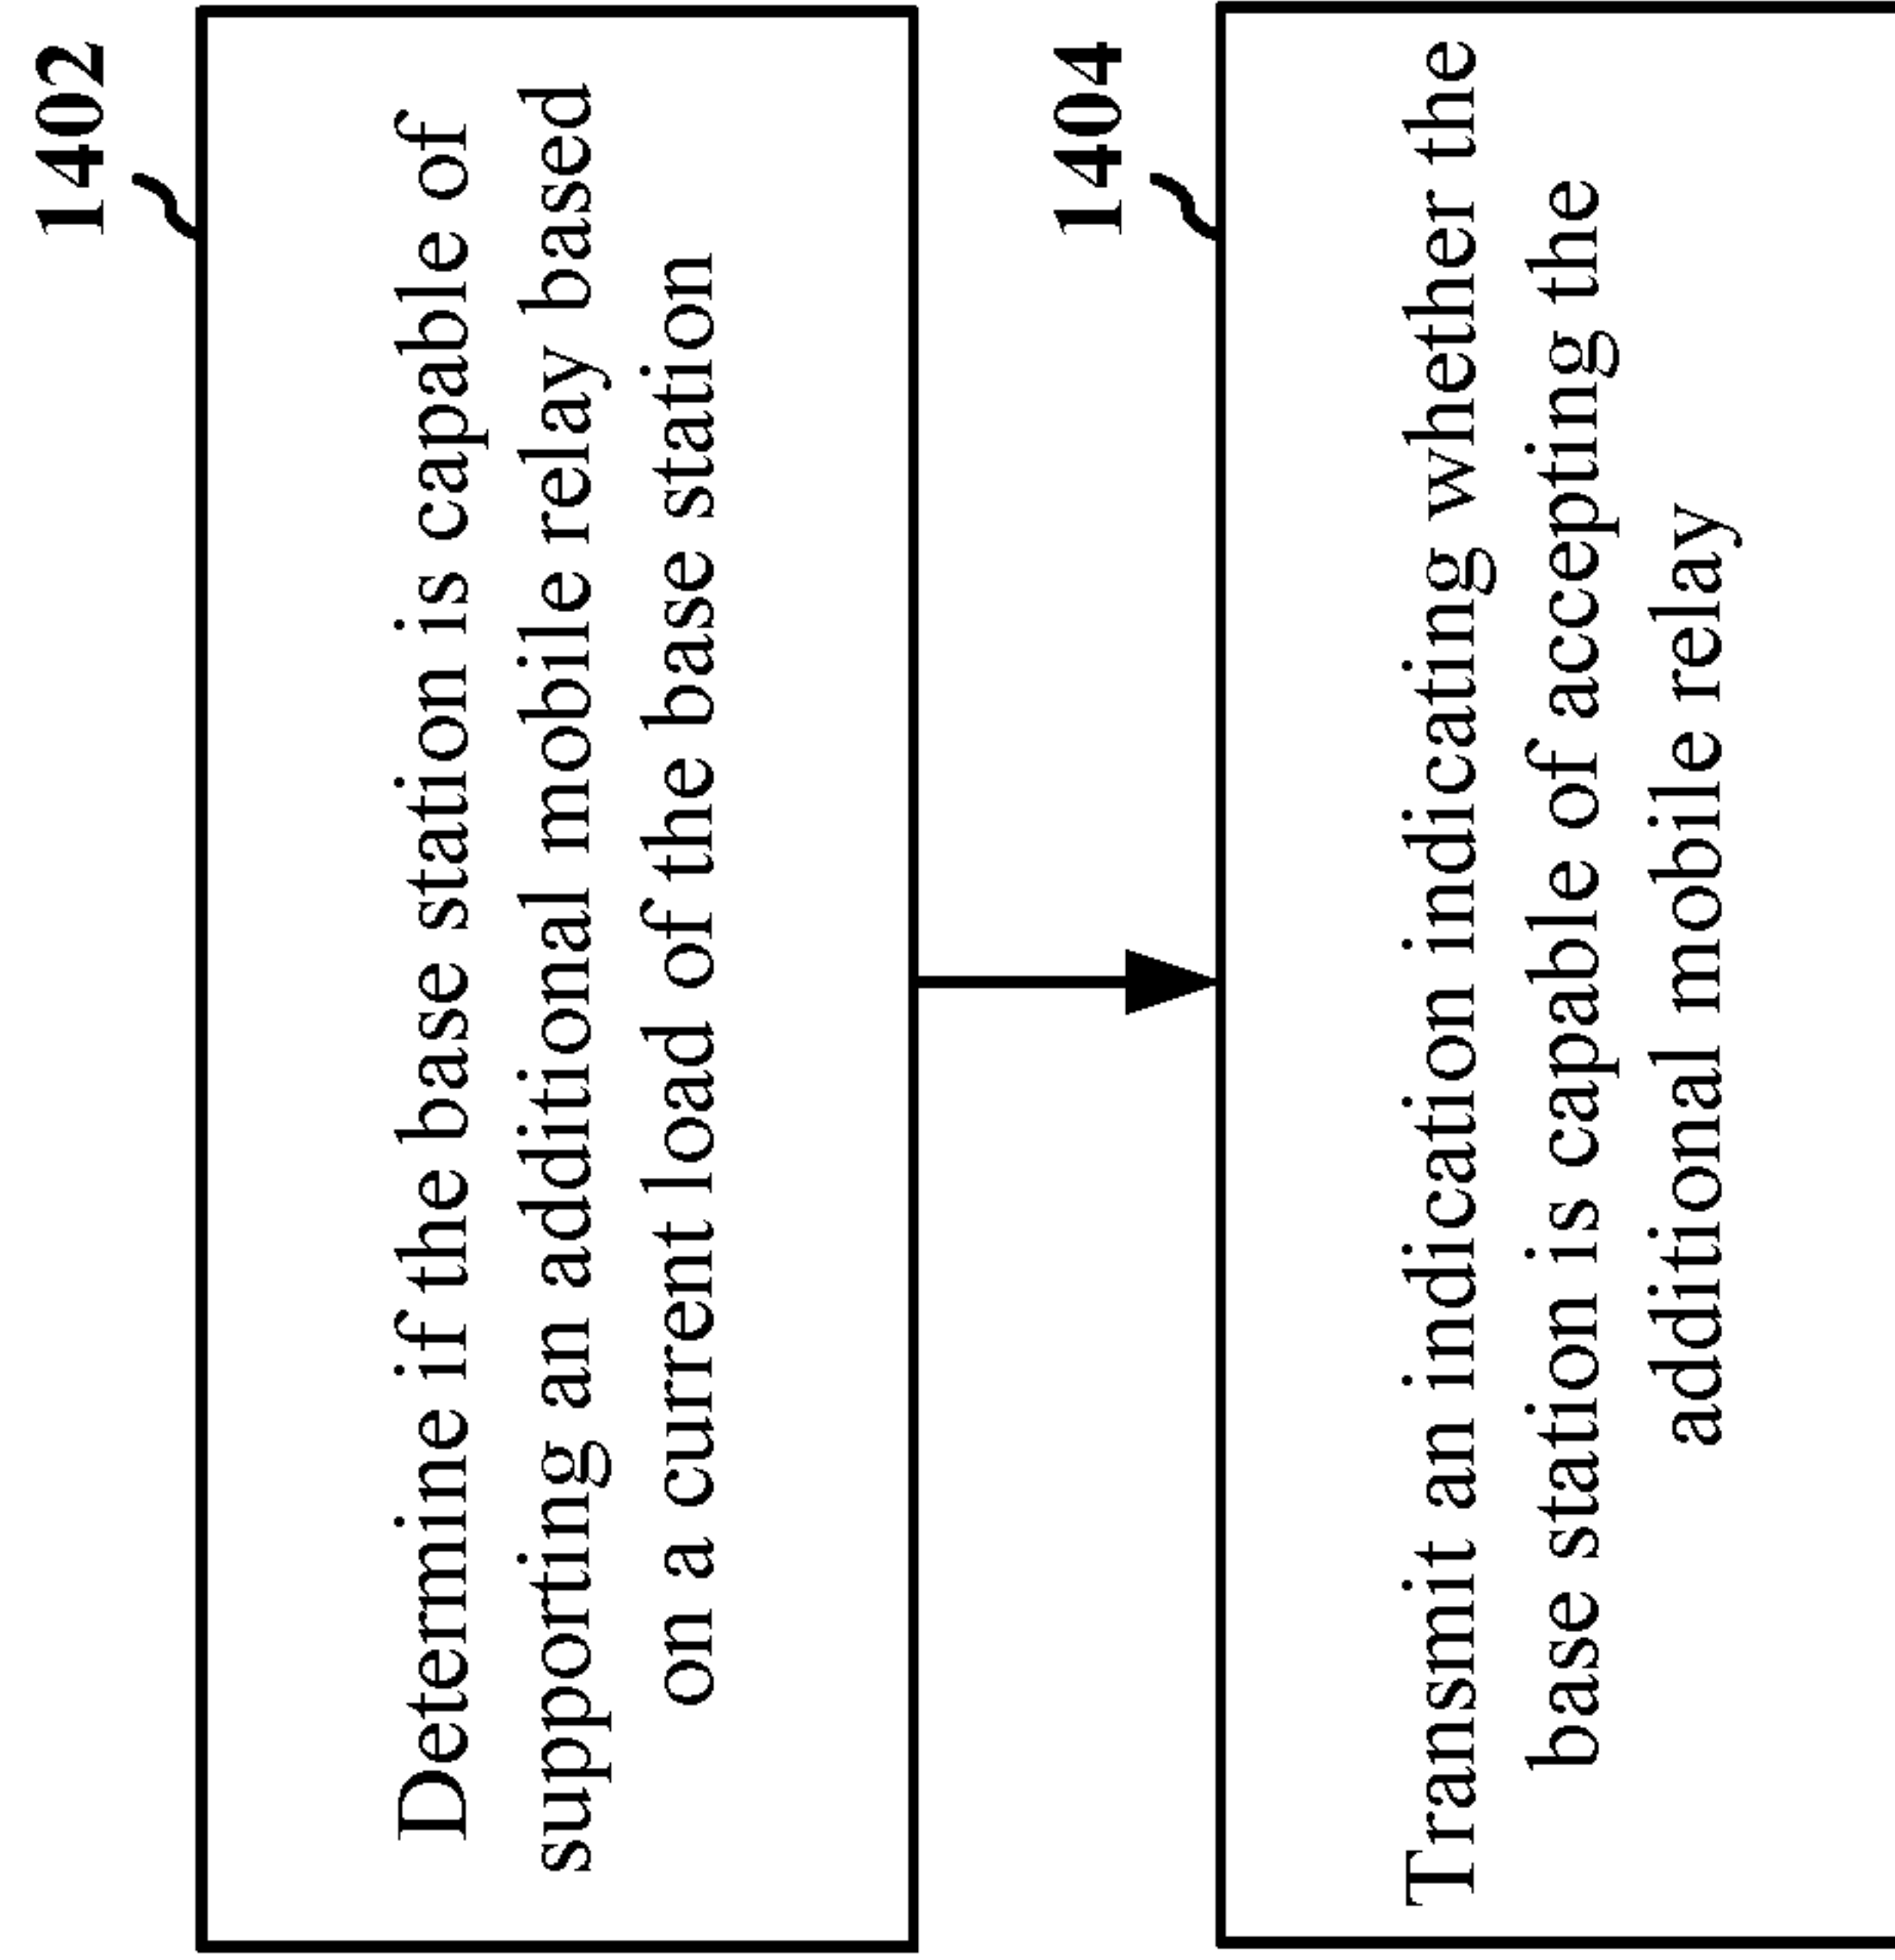 1402
Determine if the base station is capable of
supporting an additional mobile relay based
on a current load of the base station
1404
Transmit an indication indicating whether the
base station is capable of accepting the
additional mobile relay